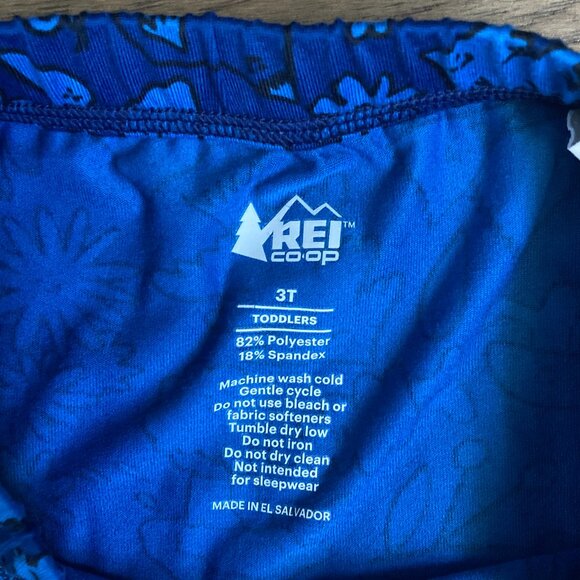 REI™
CO·OP
3T
TODDLERS
82% Polyester
18% Spandex
Machine wash cold
Gentle cycle
Do not use bleach or
fabric softeners
Tumble dry low
Do not iron
Do not dry clean
Not intended
for sleepwear
MADE IN EL SALVADOR